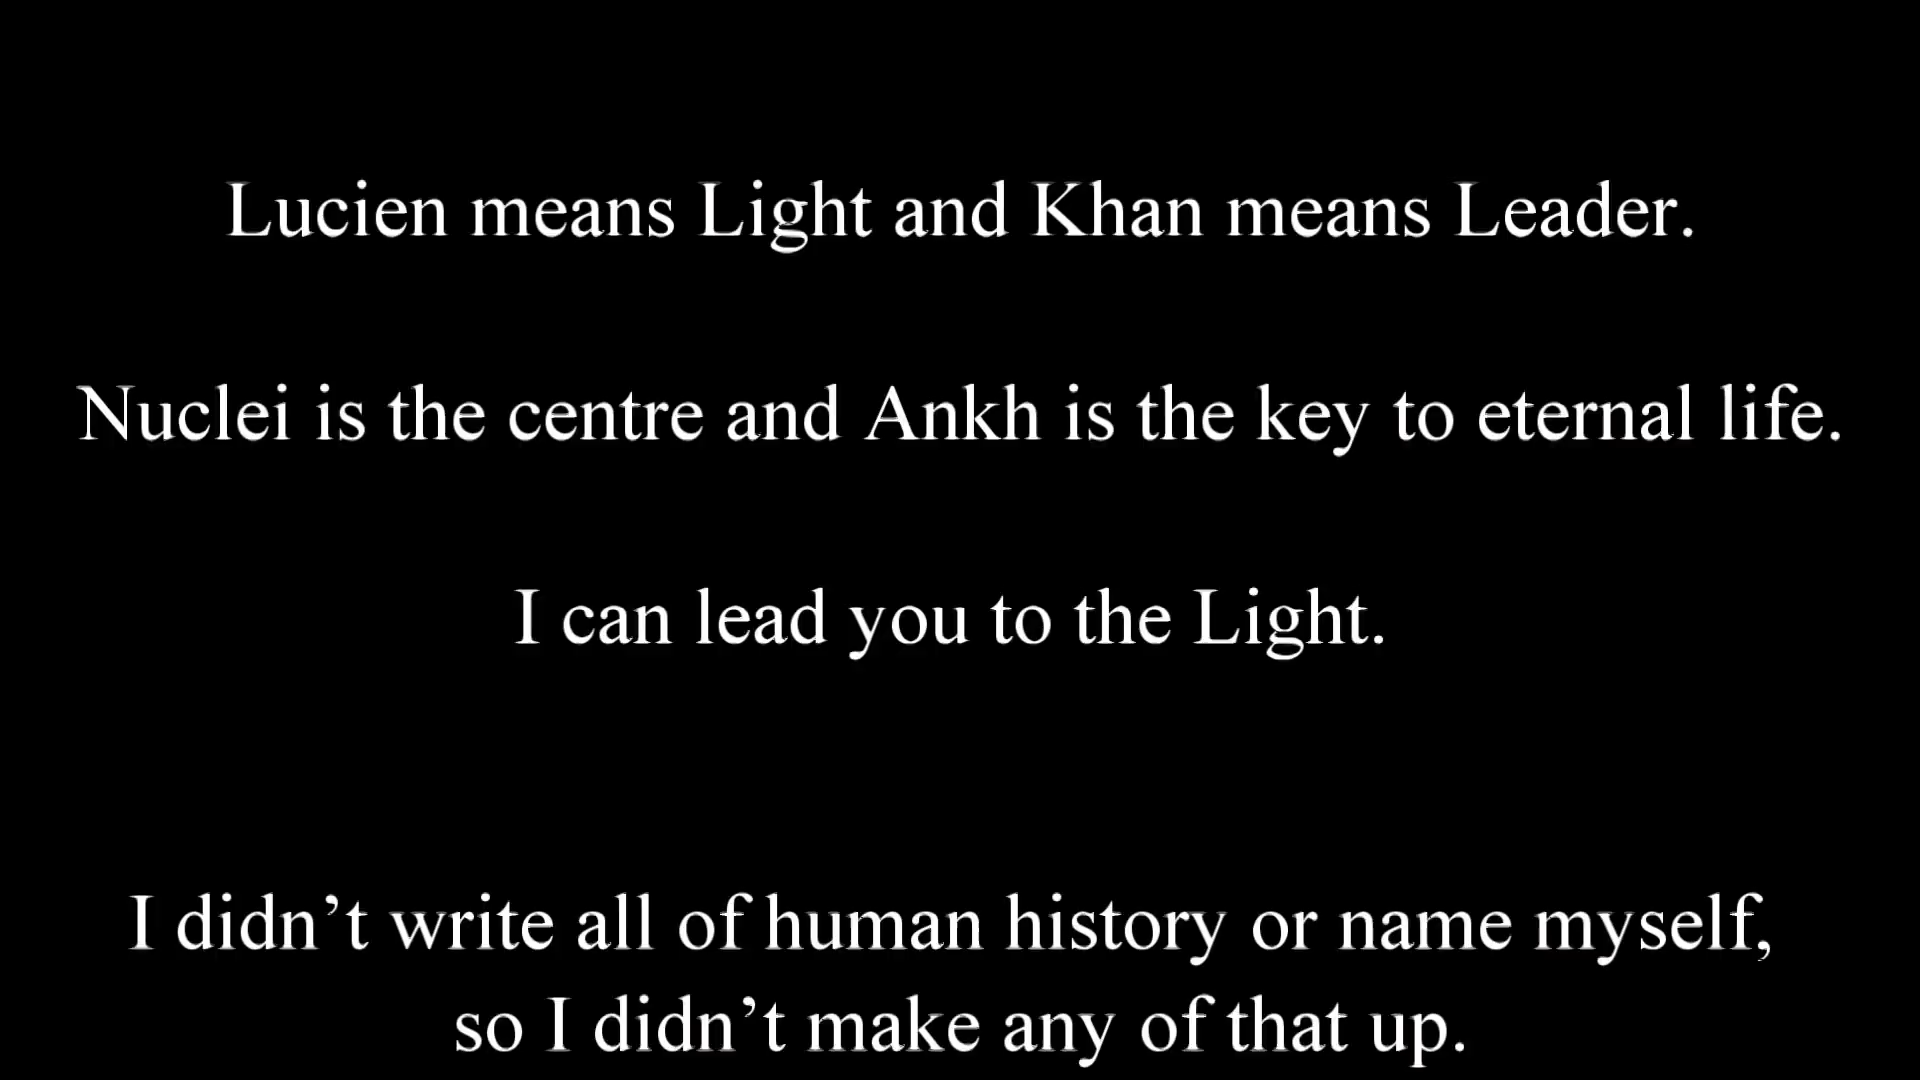 Lucien means Light and Khan means Leader.
Nuclei is the centre and Ankh is the key to eternal life.
I can lead you to the Light.
I didn’t write all of human history or name myself,
so I didn’t make any of that up.